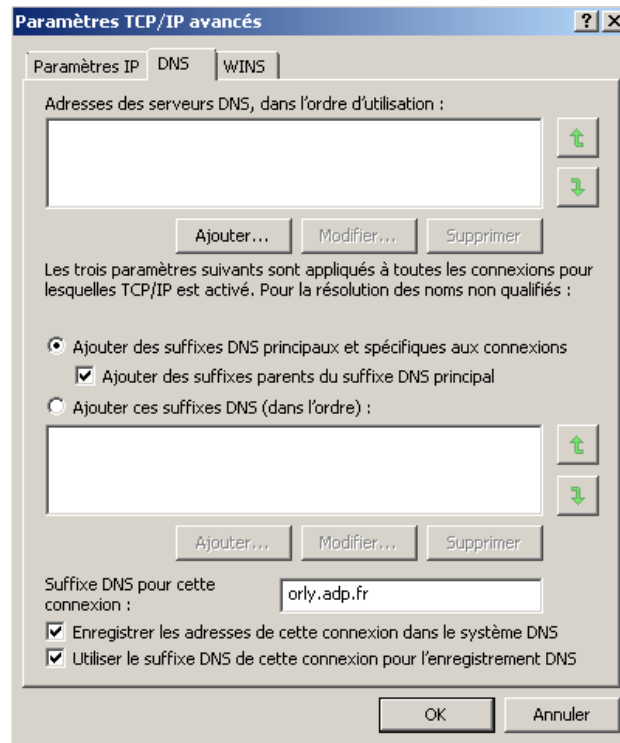 Paramètres TCP/IP avancés
Paramètres IP DNS WINS
Adresses des serveurs DNS, dans l'ordre d'utilisation :
Ajouter... Modifier... Supprimer
Les trois paramètres suivants sont appliqués à toutes les connexions pour
lesquelles TCP/IP est activé. Pour la résolution des noms non qualifiés :
Ajouter des suffixes DNS principaux et spécifiques aux connexions
Ajouter des suffixes parents du suffixe DNS principal
Ajouter ces suffixes DNS (dans l'ordre) :
Ajouter... Modifier... Supprimer
Suffixe DNS pour cette
connexion :
orly.adp.fr
Enregistrer les adresses de cette connexion dans le système DNS
Utiliser le suffixe DNS de cette connexion pour l'enregistrement DNS
OK Annuler